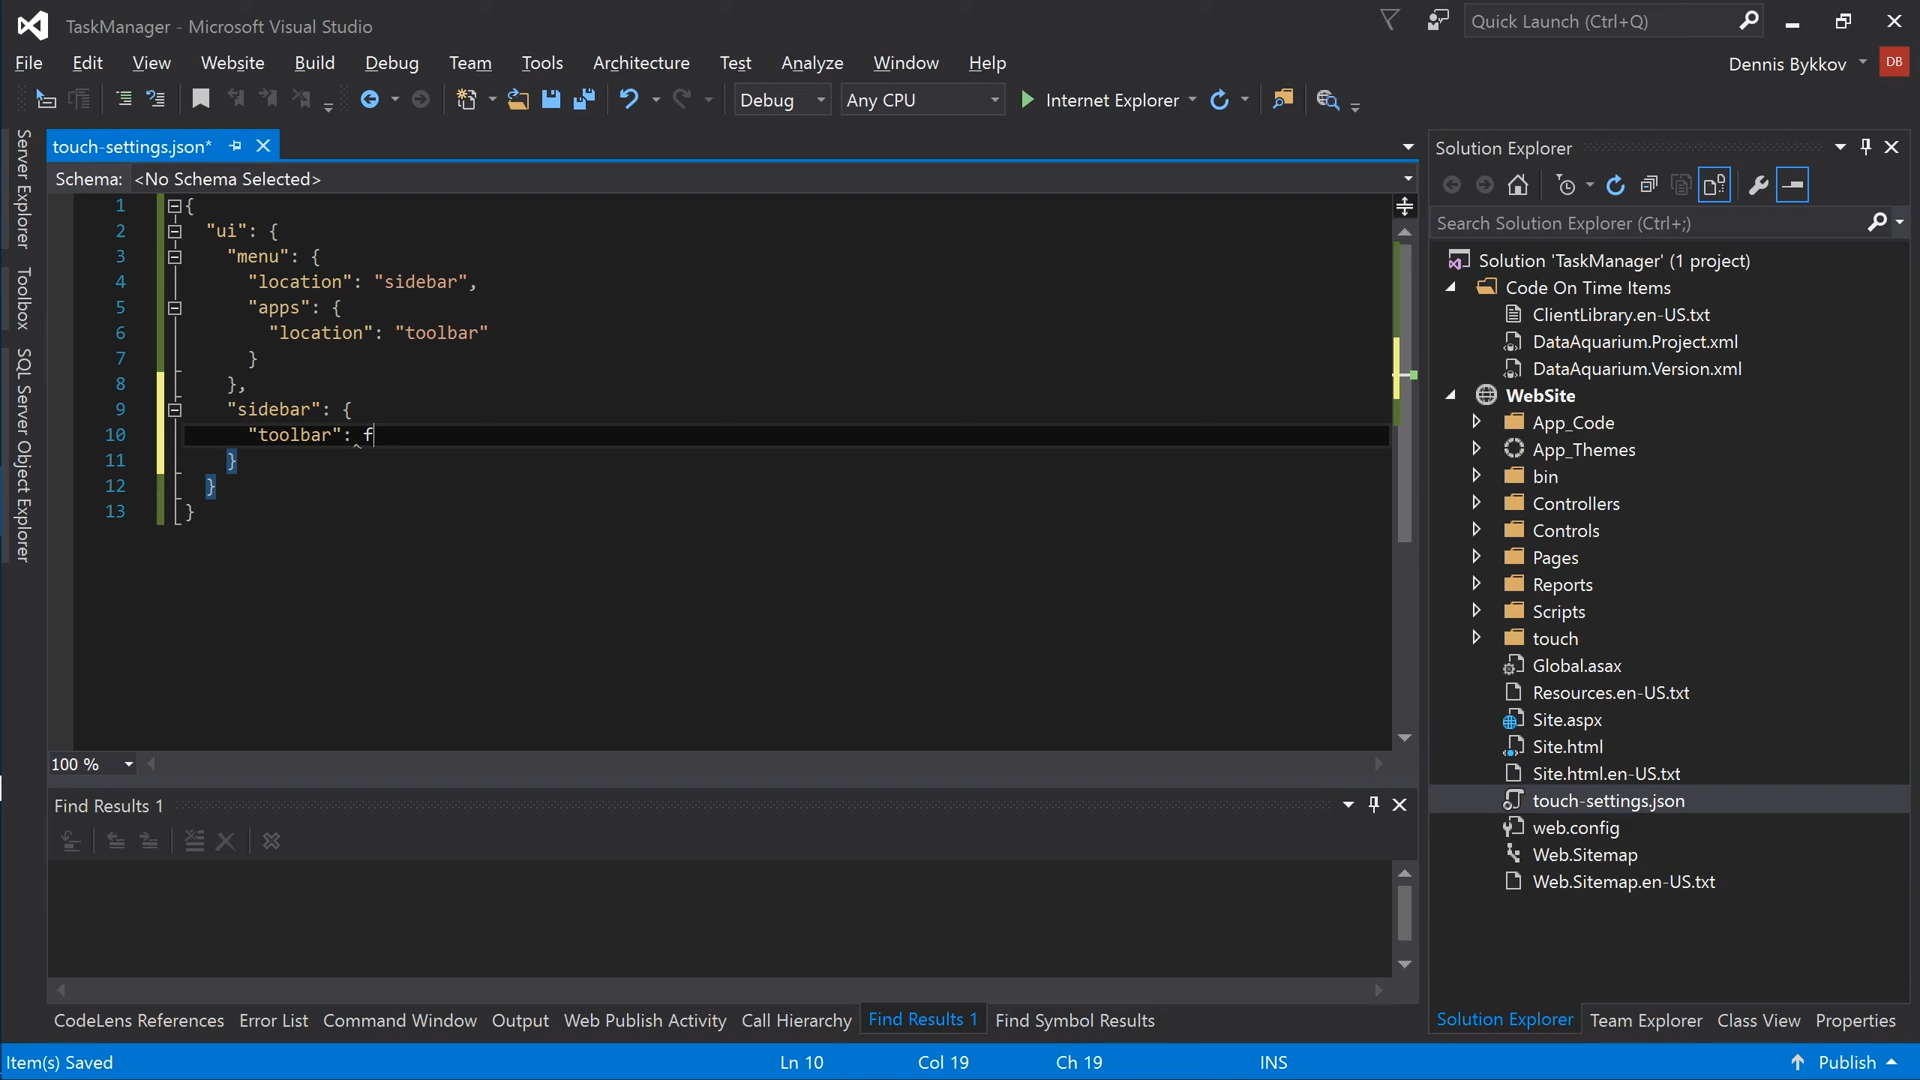 TaskManager - Microsoft Visual Studio
Quick Launch (Ctrl+Q)
File Edit View Website Build Debug Team Tools Architecture Test Analyze Window Help
Dennis Bykkov DB
Debug Any CPU Internet Explorer
Server Explorer
Toolbox
SQL Server Object Explorer
touch-settings.json*
Schema: <No Schema Selected>
1 {
2 "ui": {
3 "menu": {
4 "location": "sidebar",
5 "apps": {
6 "location": "toolbar"
7 }
8 },
9 "sidebar": {
10 "toolbar": f
11 }
12 }
13 }
100 %
Find Results 1
CodeLens References Error List Command Window Output Web Publish Activity Call Hierarchy Find Results 1 Find Symbol Results
Solution Explorer
Search Solution Explorer (Ctrl+;)
Solution 'TaskManager' (1 project)
Code On Time Items
ClientLibrary.en-US.txt
DataAquarium.Project.xml
DataAquarium.Version.xml
WebSite
App_Code
App_Themes
bin
Controllers
Controls
Pages
Reports
Scripts
touch
Global.asax
Resources.en-US.txt
Site.aspx
Site.html
Site.html.en-US.txt
touch-settings.json
web.config
Web.Sitemap
Web.Sitemap.en-US.txt
Solution Explorer Team Explorer Class View Properties
Item(s) Saved Ln 10 Col 19 Ch 19 INS Publish